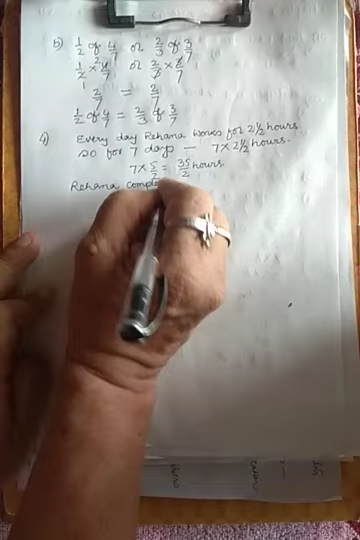 b) 1/2 of 4/7 or 2/3 of 3/7
1/2 × 4/7 2 or 2/3 × 3/7
1
2/7 = 2/7
1/2 of 4/7 = 2/3 of 3/7
4) Every day Rehana works for 2 1/2 hours
so for 7 days — 7 × 2 1/2 hours.
7 × 5/2 = 35/2 hours
Rehana comple